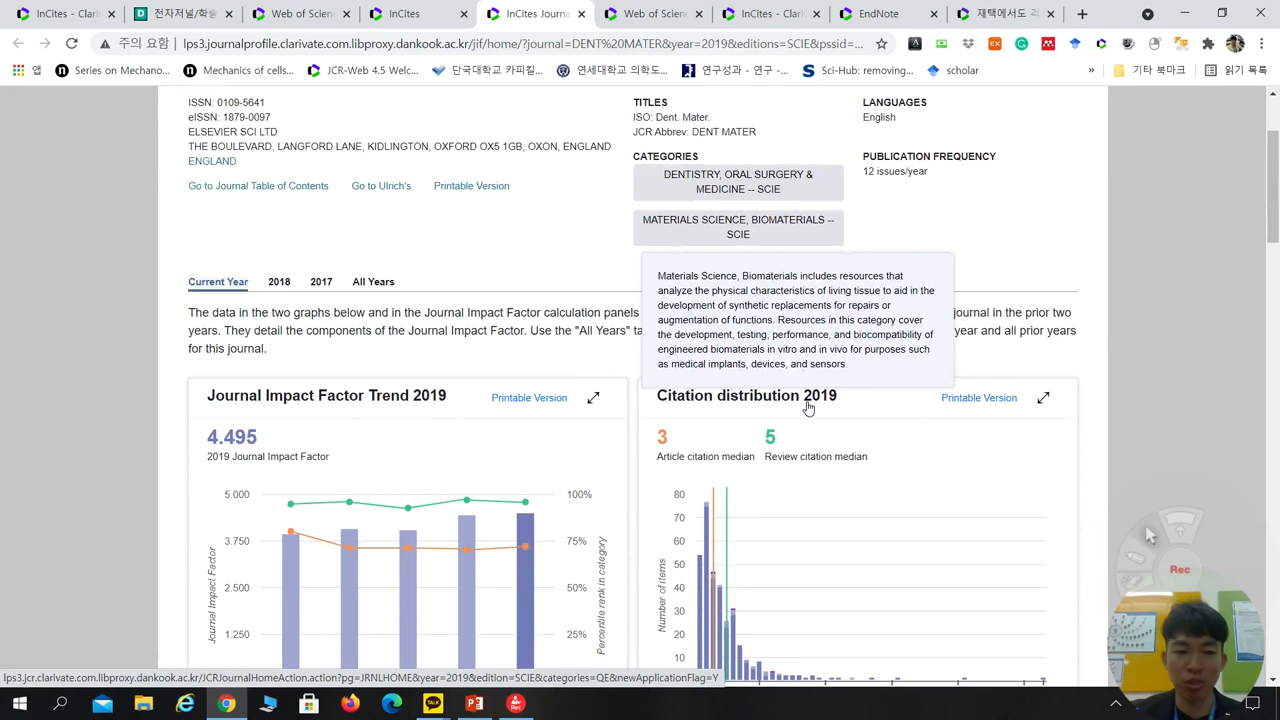 InCites - Clari
전자저널/학술
Web of Scien
InCites
InCites Journa
Web of Scienc
InCites - Clari
EndNote
재택에서도 격
주의 요함
lps3.journalprofile.clarivate.com.libproxy.dankook.ac.kr/jif/home/?journal=DENT%20MATER&year=2019&editions=SCIE&pssid=...
앱
Series on Mechano...
Mechanics of cells...
JCR-Web 4.5 Welc...
단국대학교 카피킬...
연세대학교 의학도...
연구성과 - 연구 -...
Sci-Hub: removing...
scholar
»
기타 북마크
읽기 목록
ISSN: 0109-5641
eISSN: 1879-0097
ELSEVIER SCI LTD
THE BOULEVARD, LANGFORD LANE, KIDLINGTON, OXFORD OX5 1GB, OXON, ENGLAND
ENGLAND
Go to Journal Table of Contents
Go to Ulrich's
Printable Version
TITLES
ISO: Dent. Mater.
JCR Abbrev: DENT MATER
CATEGORIES
DENTISTRY, ORAL SURGERY &
MEDICINE -- SCIE
MATERIALS SCIENCE, BIOMATERIALS --
SCIE
LANGUAGES
English
PUBLICATION FREQUENCY
12 issues/year
Materials Science, Biomaterials includes resources that
analyze the physical characteristics of living tissue to aid in the
development of synthetic replacements for repairs or
augmentation of functions. Resources in this category cover
the development, testing, performance, and biocompatibility of
engineered biomaterials in vitro and in vivo for purposes such
as medical implants, devices, and sensors.
Current Year
2018
2017
All Years
The data in the two graphs below and in the Journal Impact Factor calculation panels journal in the prior two
years. They detail the components of the Journal Impact Factor. Use the "All Years" ta year and all prior years
for this journal.
Journal Impact Factor Trend 2019
Printable Version
4.495
2019 Journal Impact Factor
5.000
3.750
2.500
1.250
Journal Impact Factor
100%
75%
50%
25%
Percentile rank in category
Citation distribution 2019
Printable Version
3
Article citation median
5
Review citation median
80
70
60
50
40
30
20
10
Number of items
Rec
lps3.jcr.clarivate.com.libproxy.dankook.ac.kr/JCRJournalHomeAction.action?pg=JRNLHOME&year=2019&edition=SCIE&categories=QE&newApplicationFlag=Y
TALK
Rec